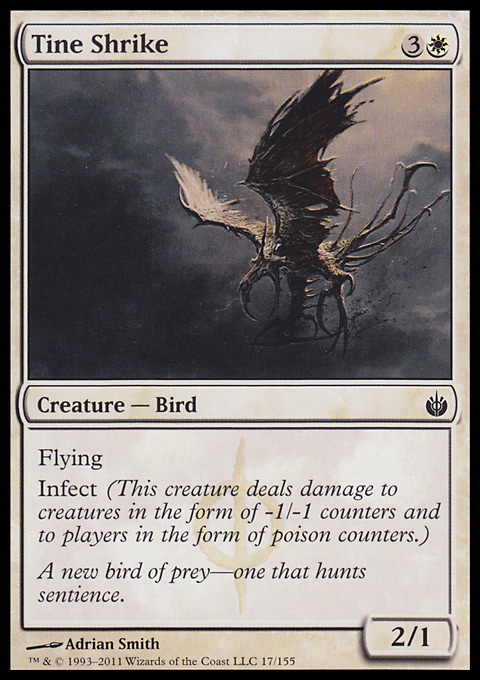 Tine Shrike
3
Creature — Bird
Flying
Infect (This creature deals damage to
creatures in the form of -1/-1 counters and
to players in the form of poison counters.)
A new bird of prey—one that hunts
sentience.
Adrian Smith
2/1
™ & © 1993–2011 Wizards of the Coast LLC 17/155